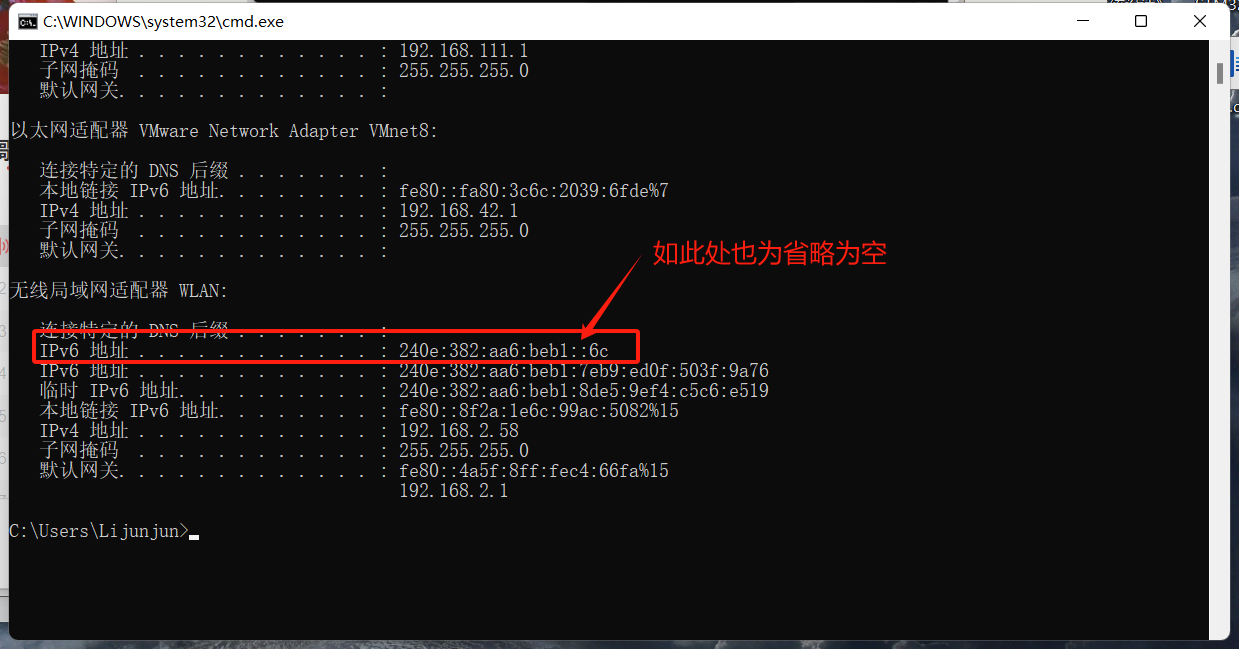 C:\WINDOWS\system32\cmd.exe
IPv4 地址 . . . . . . . . . . . . : 192.168.111.1
子网掩码 . . . . . . . . . . . . : 255.255.255.0
默认网关. . . . . . . . . . . . . :
以太网适配器 VMware Network Adapter VMnet8:
连接特定的 DNS 后缀 . . . . . . . :
本地链接 IPv6 地址. . . . . . . . : fe80::fa80:3c6c:2039:6fde%7
IPv4 地址 . . . . . . . . . . . . : 192.168.42.1
子网掩码 . . . . . . . . . . . . : 255.255.255.0
默认网关. . . . . . . . . . . . . :
如此处也为省略为空
无线局域网适配器 WLAN:
连接特定的 DNS 后缀 . . . . . . . :
IPv6 地址 . . . . . . . . . . . . : 240e:382:aa6:beb1::6c
IPv6 地址 . . . . . . . . . . . . : 240e:382:aa6:beb1:7eb9:ed0f:503f:9a76
临时 IPv6 地址. . . . . . . . . . : 240e:382:aa6:beb1:8de5:9ef4:c5c6:e519
本地链接 IPv6 地址. . . . . . . . : fe80::8f2a:1e6c:99ac:5082%15
IPv4 地址 . . . . . . . . . . . . : 192.168.2.58
子网掩码 . . . . . . . . . . . . : 255.255.255.0
默认网关. . . . . . . . . . . . . : fe80::4a5f:8ff:fec4:66fa%15
192.168.2.1
C:\Users\Lijunjun>